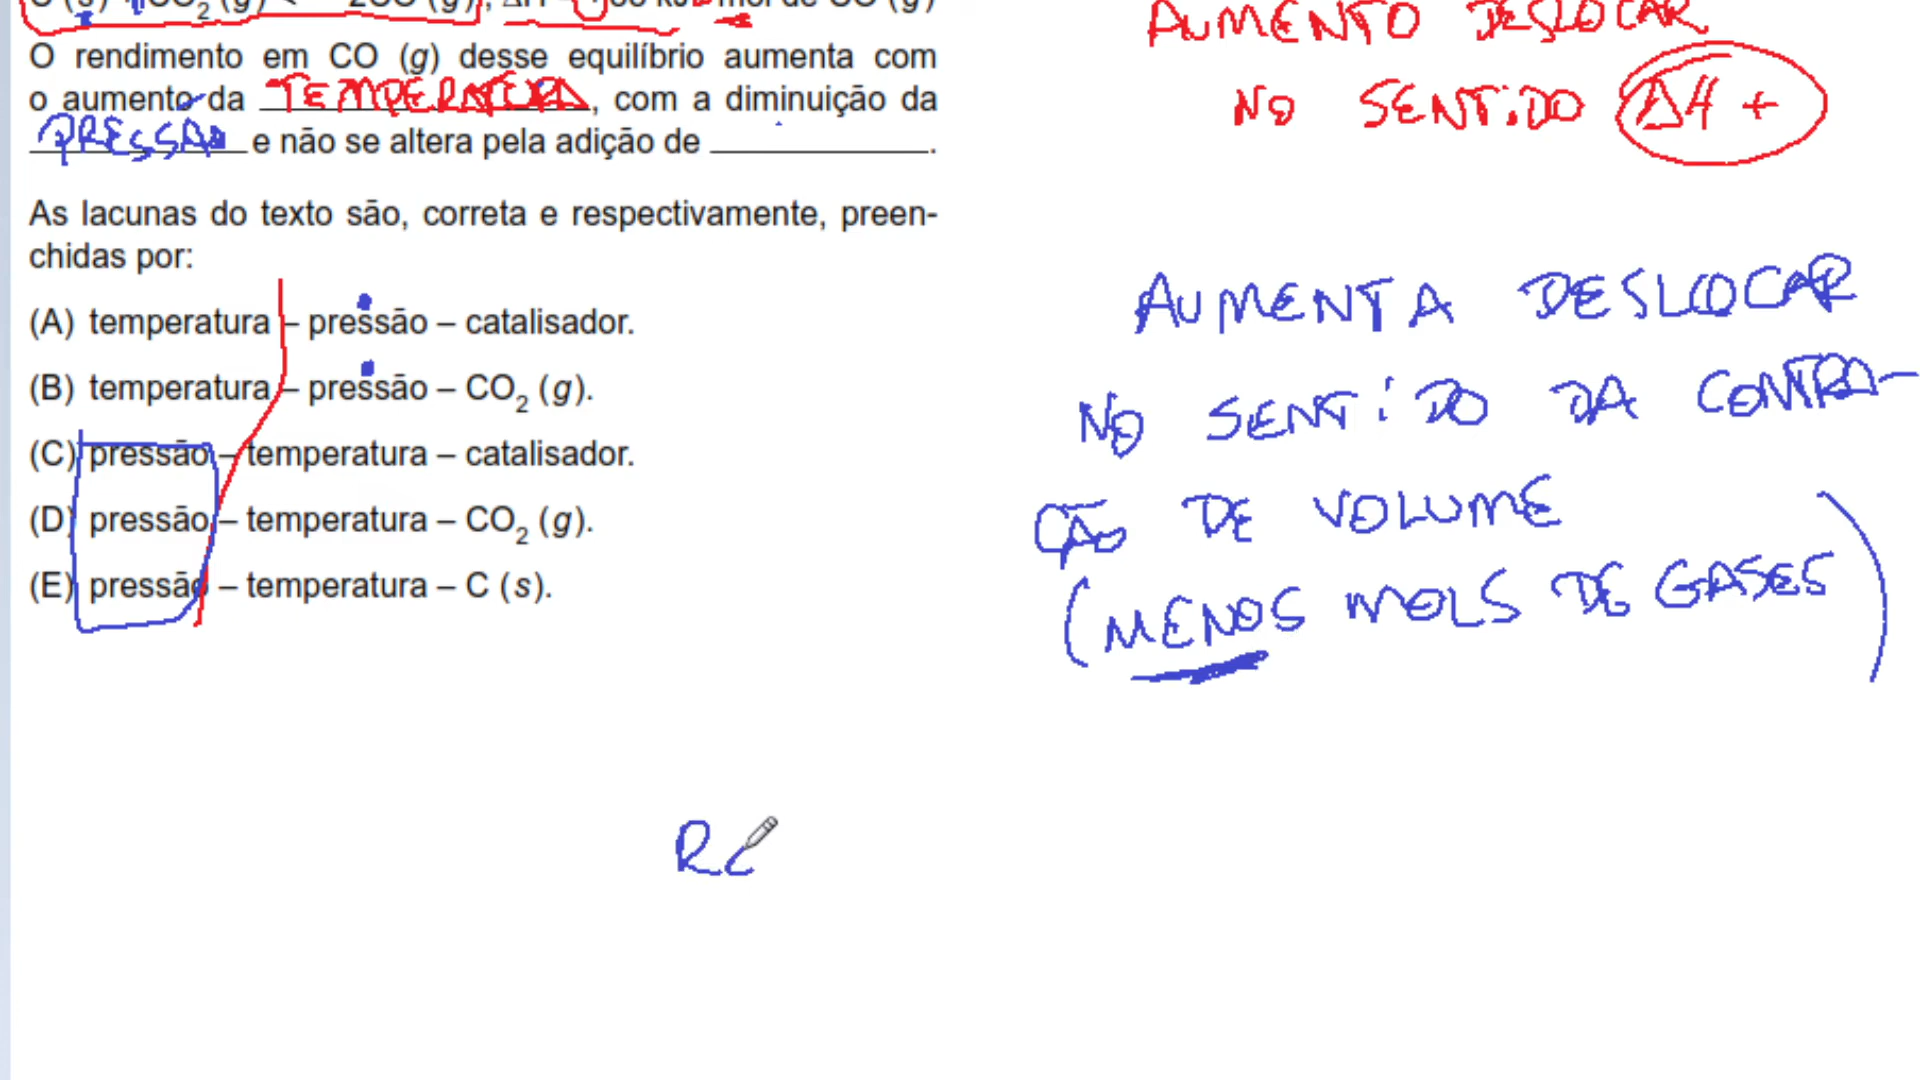 O rendimento em CO (g) desse equilíbrio aumenta com
o aumento da TEMPERATURA, com a diminuição da
PRESSÃO e não se altera pela adição de ____________.
As lacunas do texto são, correta e respectivamente, preen-
chidas por:
(A) temperatura – pressão – catalisador.
(B) temperatura – pressão – CO₂ (g).
(C) pressão – temperatura – catalisador.
(D) pressão – temperatura – CO₂ (g).
(E) pressão – temperatura – C (s).
AUMENTO DESLOCAR
NO SENTIDO ΔH +
AUMENTA DESLOCAR
NO SENTIDO DA CONTRA-
ÇÃO DE VOLUME
(MENOS MOLS DE GASES)